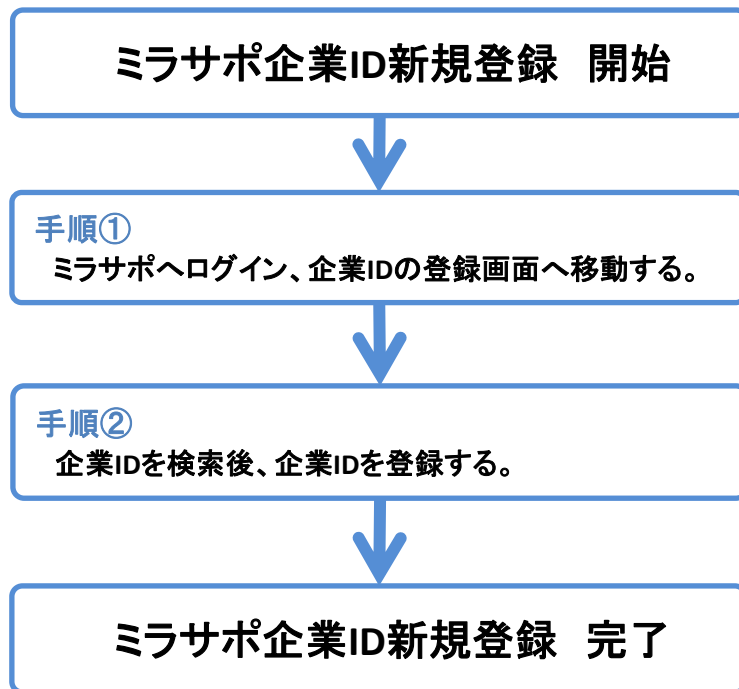 ミラサポ企業ID新規登録　開始
手順①
ミラサポへログイン、企業IDの登録画面へ移動する。
手順②
企業IDを検索後、企業IDを登録する。
ミラサポ企業ID新規登録　完了